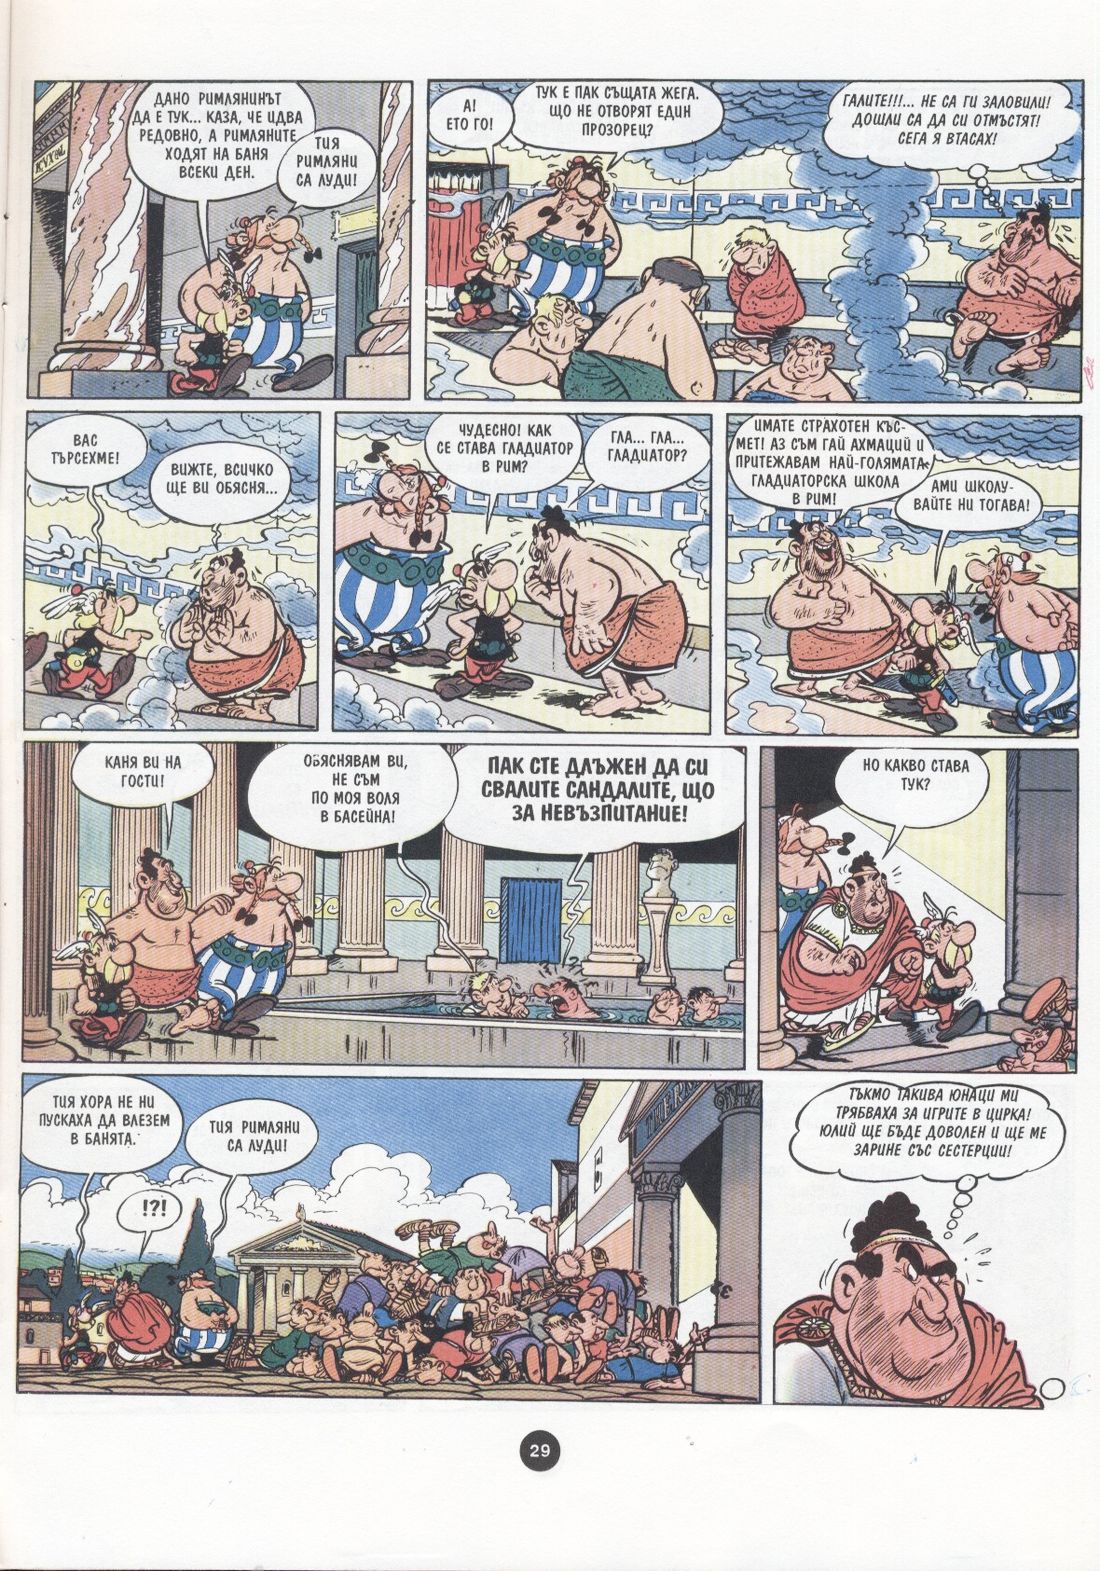 ДАНО РИМЛЯНИНЪТ
ДА Е ТУК... КАЗА, ЧЕ ИДВА
РЕДОВНО, А РИМЛЯНИТЕ
ХОДЯТ НА БАНЯ
ВСЕКИ ДЕН.
ТИЯ
РИМЛЯНИ
СА ЛУДИ!
А!
ЕТО ГО!
ТУК Е ПАК СЪЩАТА ЖЕГА.
ЩО НЕ ОТВОРЯТ ЕДИН
ПРОЗОРЕЦ?
ГАЛИТЕ!!!... НЕ СА ГИ ЗАЛОВИЛИ!
ДОШЛИ СА ДА СИ ОТМЪСТЯТ!
СЕГА Я ВТАСАХ!
ВАС
ТЪРСЕХМЕ!
ВИЖТЕ, ВСИЧКО
ЩЕ ВИ ОБЯСНЯ...
ЧУДЕСНО! КАК
СЕ СТАВА ГЛАДИАТОР
В РИМ?
ГЛА... ГЛА...
ГЛАДИАТОР?
ИМАТЕ СТРАХОТЕН КЪС-
МЕТ! АЗ СЪМ ГАЙ АХМАЦИЙ И
ПРИТЕЖАВАМ НАЙ-ГОЛЯМАТА
ГЛАДИАТОРСКА ШКОЛА
В РИМ!
АМИ ШКОЛУ-
ВАЙТЕ НИ ТОГАВА!
КАНЯ ВИ НА
ГОСТИ!
ОБЯСНЯВАМ ВИ,
НЕ СЪМ
ПО МОЯ ВОЛЯ
В БАСЕЙНА!
ПАК СТЕ ДЛЪЖЕН ДА СИ
СВАЛИТЕ САНДАЛИТЕ, ЩО
ЗА НЕВЪЗПИТАНИЕ!
НО КАКВО СТАВА
ТУК?
ТИЯ ХОРА НЕ НИ
ПУСКАХА ДА ВЛЕЗЕМ
В БАНЯТА.
!?!
ТИЯ РИМЛЯНИ
СА ЛУДИ!
THERM
ТЪКМО ТАКИВА ЮНАЦИ МИ
ТРЯБВАХА ЗА ИГРИТЕ В ЦИРКА!
ЮЛИЙ ЩЕ БЪДЕ ДОВОЛЕН И ЩЕ МЕ
ЗАРИНЕ СЪС СЕСТЕРЦИИ!
29